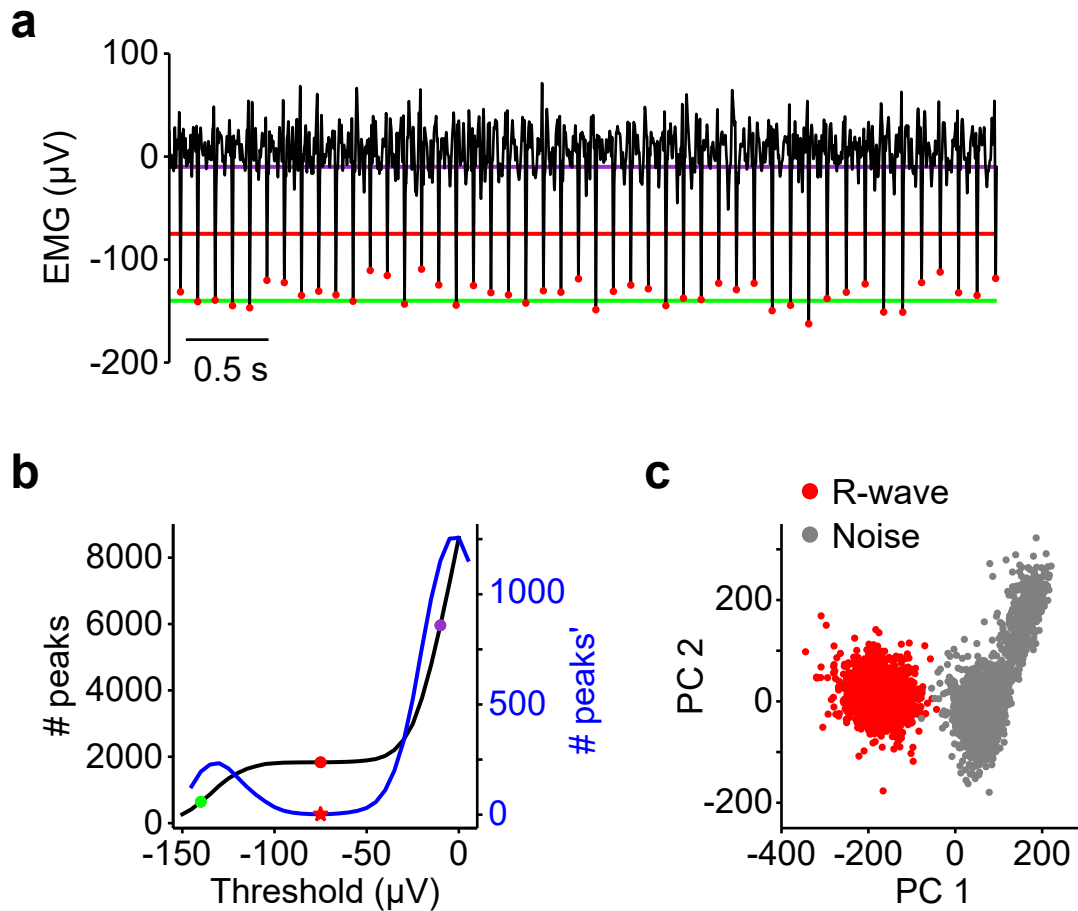 a
100
0
-100
-200
EMG (µV)
0.5 s
b
8000
6000
4000
2000
0
# peaks
1000
500
0
# peaks'
-150 -100 -50 0
Threshold (µV)
c
R-wave
Noise
200
0
-200
PC 2
-400 -200 0 200
PC 1